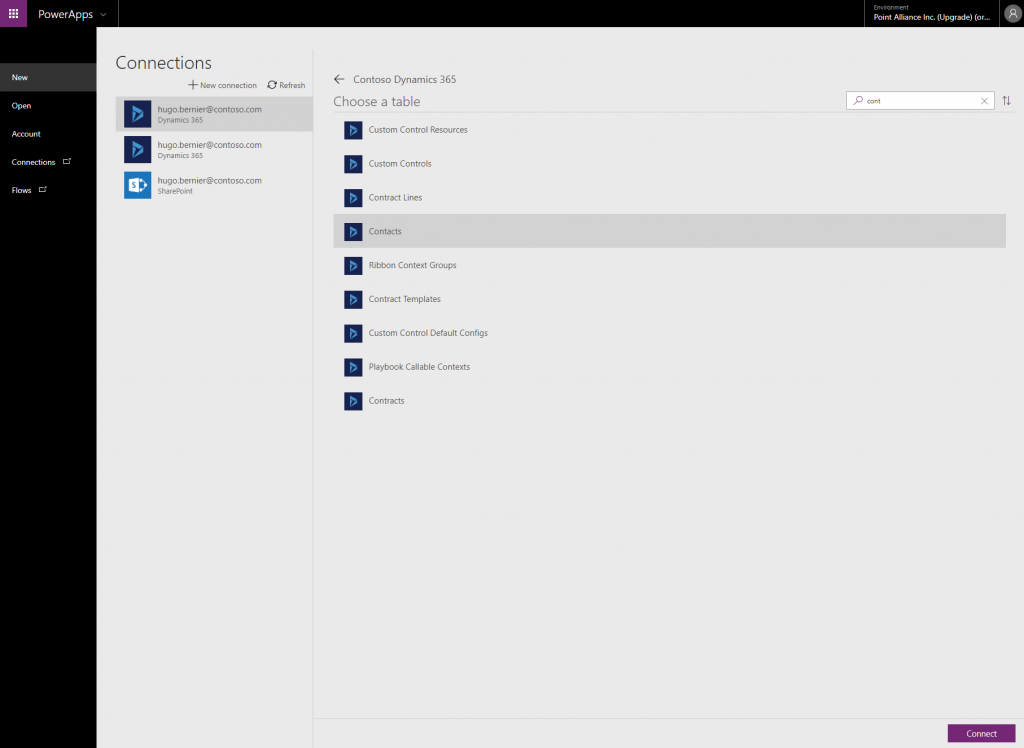 PowerApps
Environment
Point Alliance Inc. (Upgrade) (or...
New
Open
Account
Connections
Flows
Connections
New connection
Refresh
hugo.bernier@contoso.com
Dynamics 365
hugo.bernier@contoso.com
Dynamics 365
hugo.bernier@contoso.com
SharePoint
Contoso Dynamics 365
Choose a table
cont
Custom Control Resources
Custom Controls
Contract Lines
Contacts
Ribbon Context Groups
Contract Templates
Custom Control Default Configs
Playbook Callable Contexts
Contracts
Connect